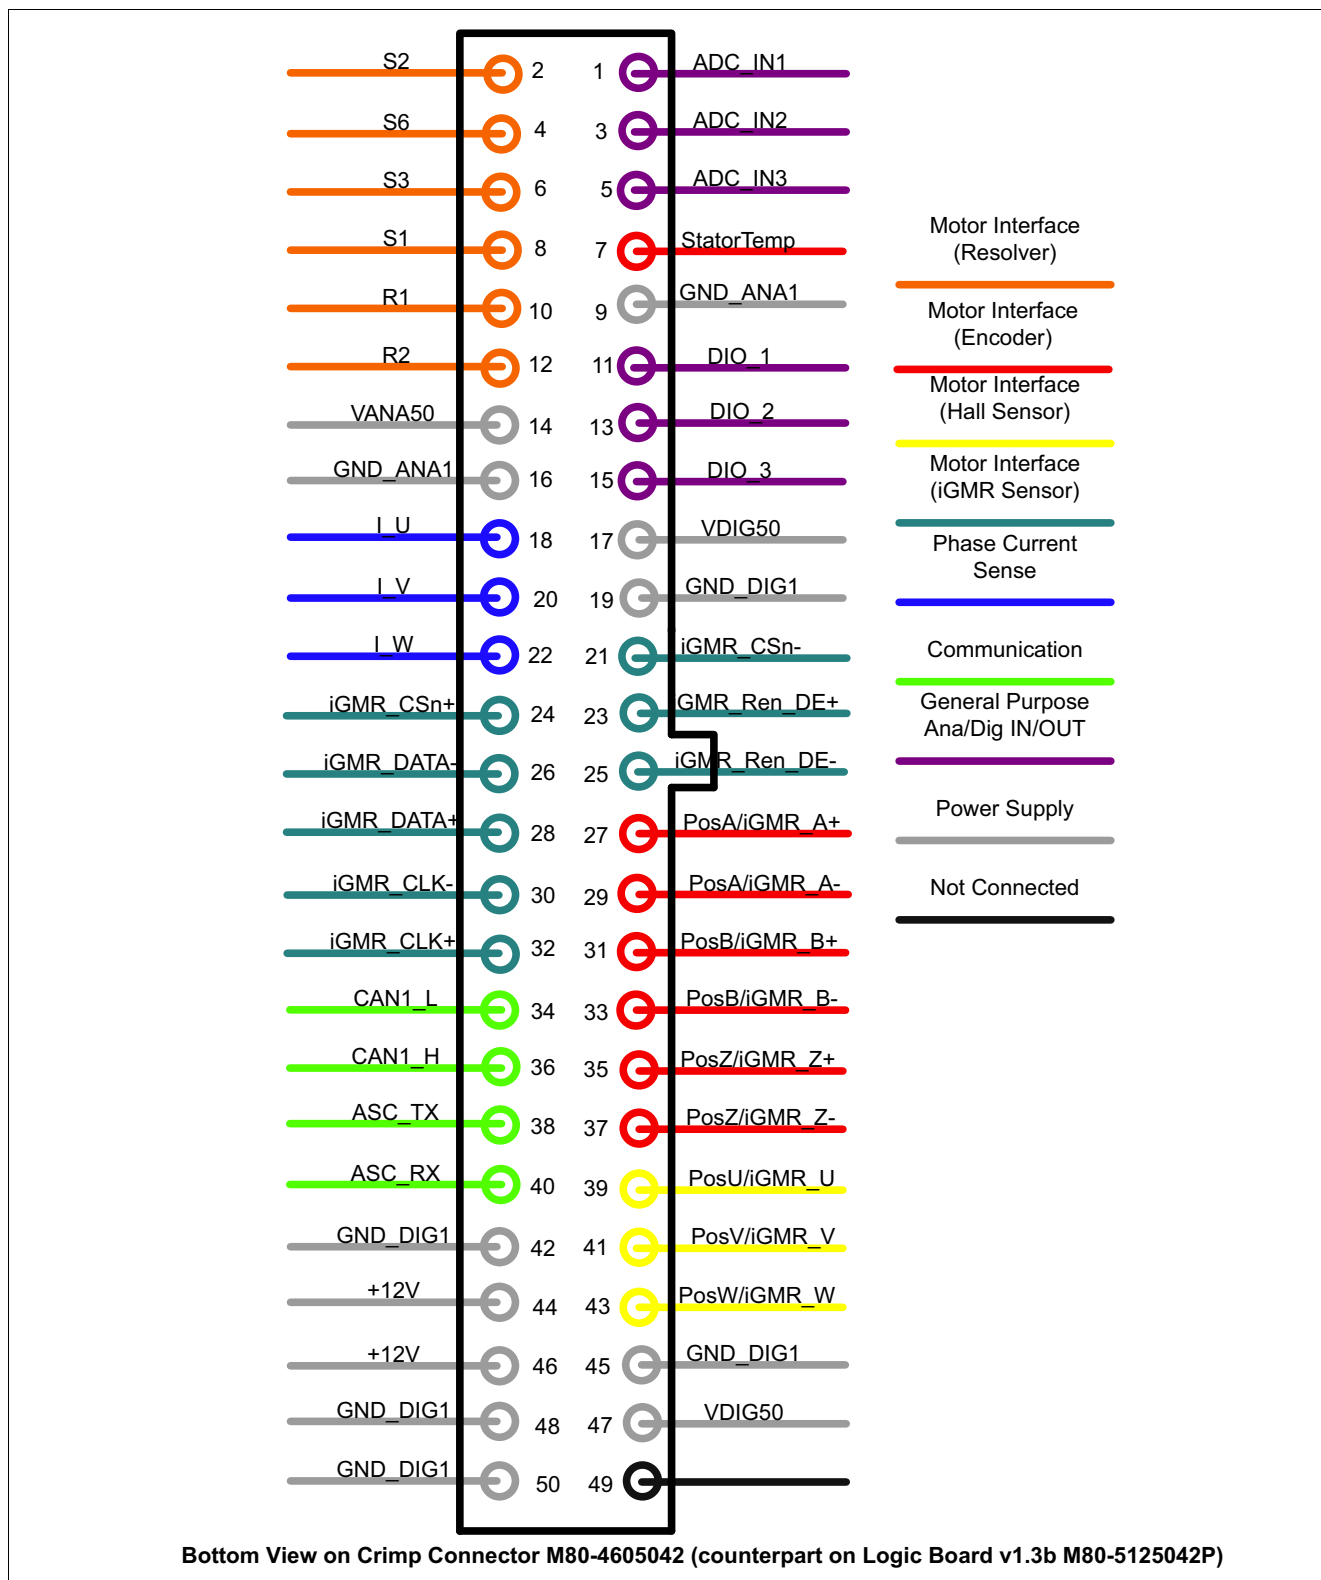 S2 2 1 ADC_IN1
S6 4 3 ADC_IN2
S3 6 5 ADC_IN3
S1 8 7 StatorTemp
R1 10 9 GND_ANA1
R2 12 11 DIO_1
VANA50 14 13 DIO_2
GND_ANA1 16 15 DIO_3
I_U 18 17 VDIG50
I_V 20 19 GND_DIG1
I_W 22 21 iGMR_CSn-
iGMR_CSn+ 24 23 GMR_Ren_DE+
iGMR_DATA- 26 25 iGMR_Ren_DE-
iGMR_DATA+ 28 27 PosA/iGMR_A+
iGMR_CLK- 30 29 PosA/iGMR_A-
iGMR_CLK+ 32 31 PosB/iGMR_B+
CAN1_L 34 33 PosB/iGMR_B-
CAN1_H 36 35 PosZ/iGMR_Z+
ASC_TX 38 37 PosZ/iGMR_Z-
ASC_RX 40 39 PosU/iGMR_U
GND_DIG1 42 41 PosV/iGMR_V
+12V 44 43 PosW/iGMR_W
+12V 46 45 GND_DIG1
GND_DIG1 48 47 VDIG50
GND_DIG1 50 49
Motor Interface
(Resolver)
Motor Interface
(Encoder)
Motor Interface
(Hall Sensor)
Motor Interface
(iGMR Sensor)
Phase Current
Sense
Communication
General Purpose
Ana/Dig IN/OUT
Power Supply
Not Connected
Bottom View on Crimp Connector M80-4605042 (counterpart on Logic Board v1.3b M80-5125042P)